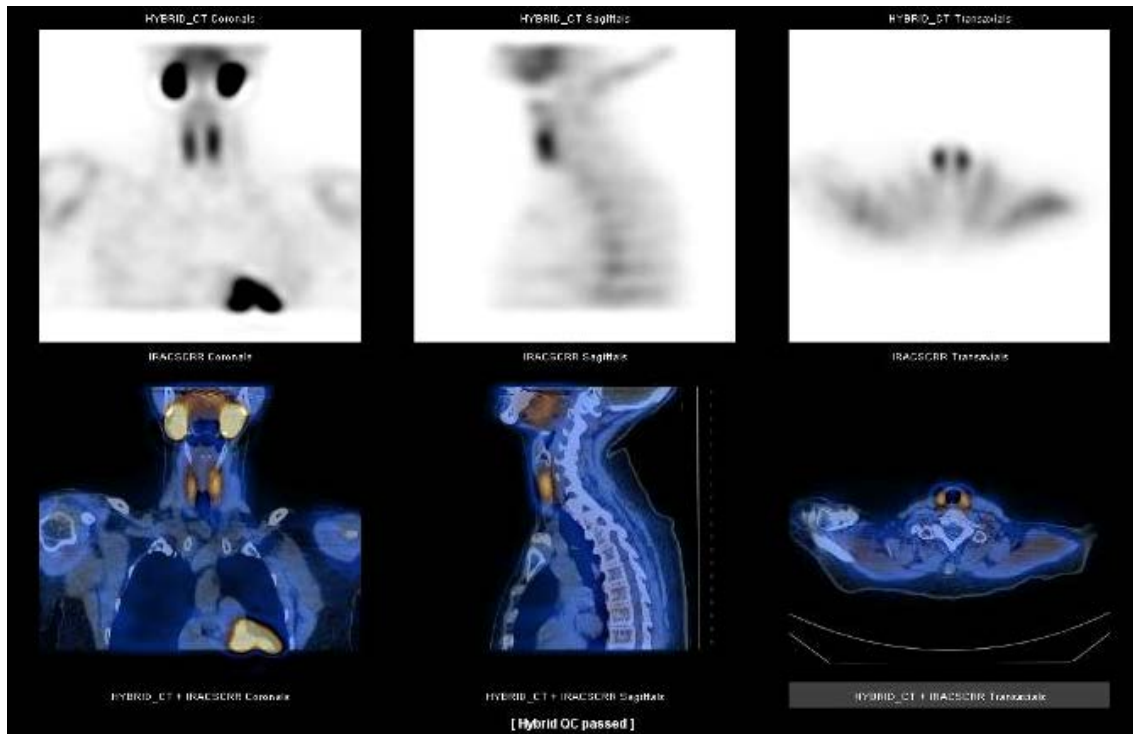 HYBRID_CT Coronals HYBRID_CT Sagittals HYBRID_CT Transaxials
IRACSCRR Coronals IRACSCRR Sagittals IRACSCRR Transaxials
HYBRID_CT + IRACSCRR Coronals HYBRID_CT + IRACSCRR Sagittals HYBRID_CT + IRACSCRR Transaxials
[ Hybrid QC passed ]